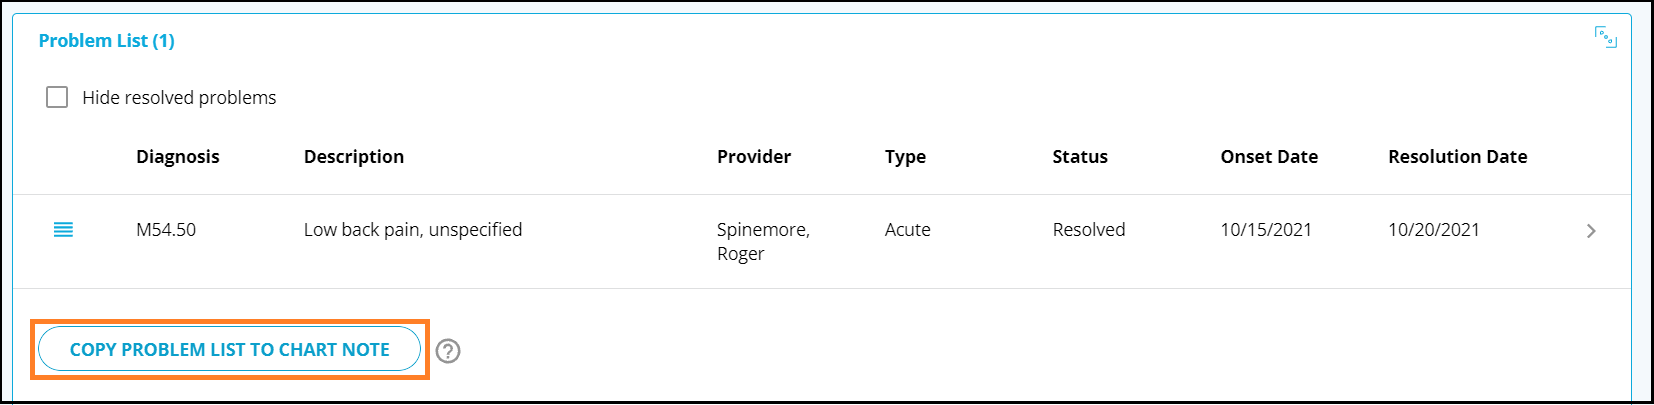 Problem List (1)
Hide resolved problems
Diagnosis Description Provider Type Status Onset Date Resolution Date
M54.50 Low back pain, unspecified Spinemore, Acute Resolved 10/15/2021 10/20/2021
Roger
COPY PROBLEM LIST TO CHART NOTE ?